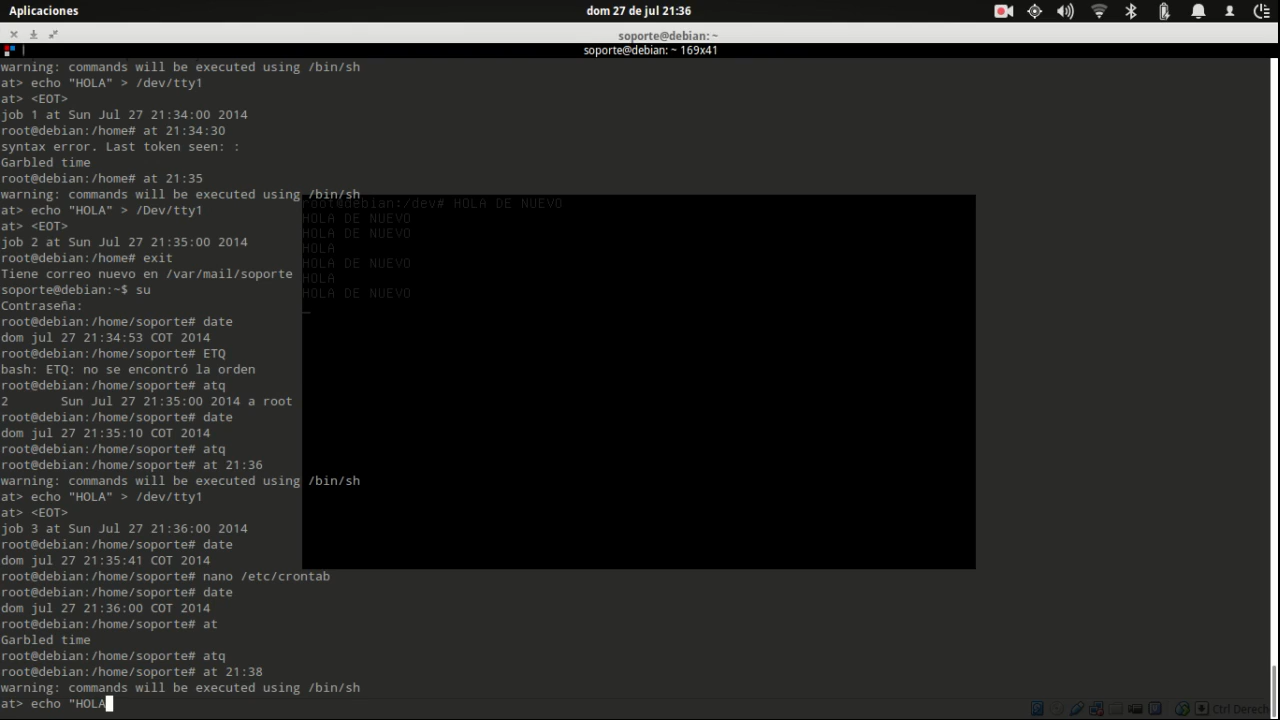 Aplicaciones
dom 27 de jul 21:36
soporte@debian: ~
soporte@debian: ~ 169x41
warning: commands will be executed using /bin/sh
at> echo "HOLA" > /dev/tty1
at> <EOT>
job 1 at Sun Jul 27 21:34:00 2014
root@debian:/home# at 21:34:30
syntax error. Last token seen: :
Garbled time
root@debian:/home# at 21:35
warning: commands will be executed using /bin/sh
at> echo "HOLA" > /Dev/tty1
at> <EOT>
job 2 at Sun Jul 27 21:35:00 2014
root@debian:/home# exit
Tiene correo nuevo en /var/mail/soporte
soporte@debian:~$ su
Contraseña:
root@debian:/home/soporte# date
dom jul 27 21:34:53 COT 2014
root@debian:/home/soporte# ETQ
bash: ETQ: no se encontró la orden
root@debian:/home/soporte# atq
2 Sun Jul 27 21:35:00 2014 a root
root@debian:/home/soporte# date
dom jul 27 21:35:10 COT 2014
root@debian:/home/soporte# atq
root@debian:/home/soporte# at 21:36
warning: commands will be executed using /bin/sh
at> echo "HOLA" > /dev/tty1
at> <EOT>
job 3 at Sun Jul 27 21:36:00 2014
root@debian:/home/soporte# date
dom jul 27 21:35:41 COT 2014
root@debian:/home/soporte# nano /etc/crontab
root@debian:/home/soporte# date
dom jul 27 21:36:00 COT 2014
root@debian:/home/soporte# at
Garbled time
root@debian:/home/soporte# atq
root@debian:/home/soporte# at 21:38
warning: commands will be executed using /bin/sh
at> echo "HOLA
root@debian:/dev# HOLA DE NUEVO
HOLA DE NUEVO
HOLA DE NUEVO
HOLA
HOLA DE NUEVO
HOLA
HOLA DE NUEVO
Ctrl Derech